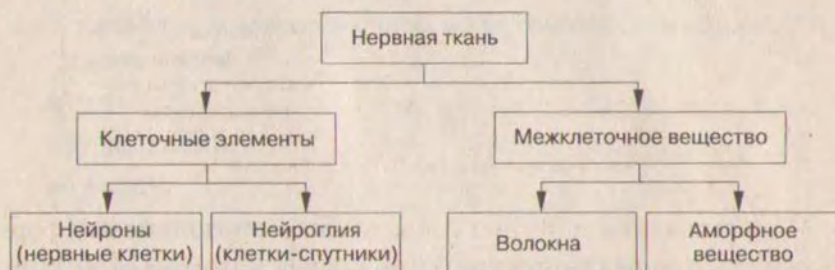 Нервная ткань
Клеточные элементы
Межклеточное вещество
Нейроны
(нервные клетки)
Нейроглия
(клетки-спутники)
Волокна
Аморфное
вещество